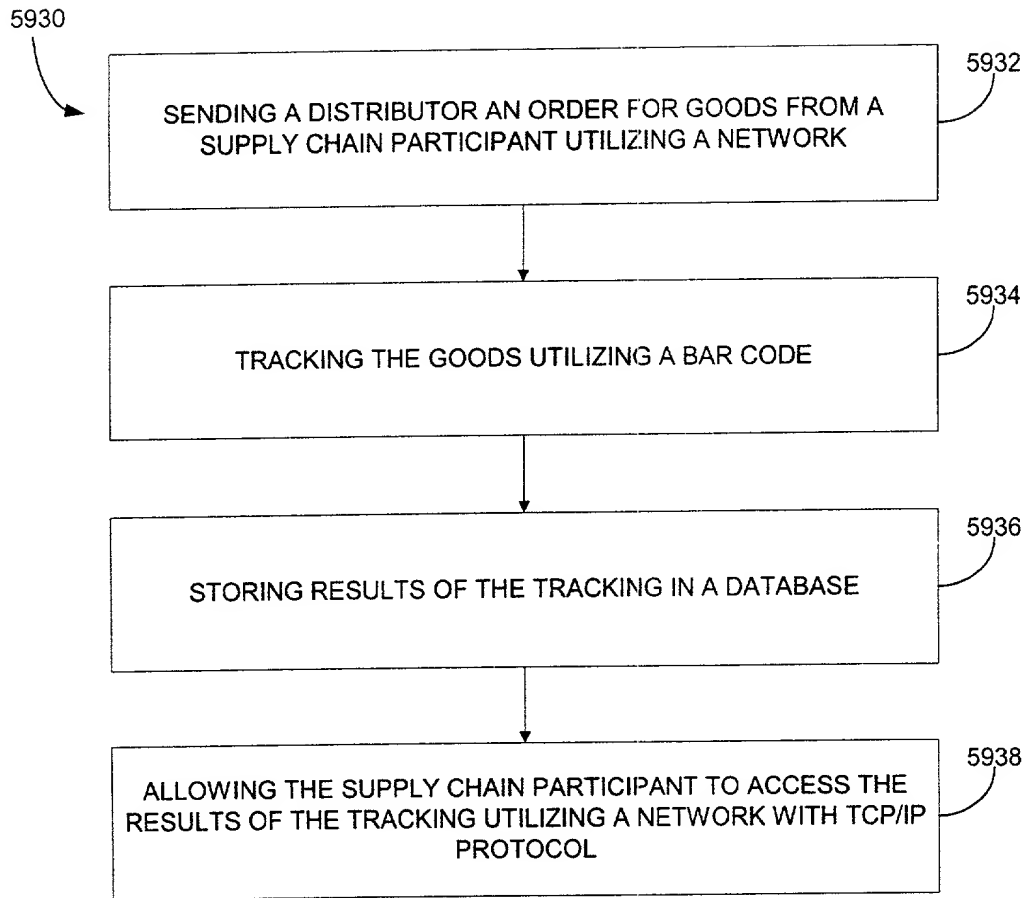 5930
5932
SENDING A DISTRIBUTOR AN ORDER FOR GOODS FROM A
SUPPLY CHAIN PARTICIPANT UTILIZING A NETWORK
5934
TRACKING THE GOODS UTILIZING A BAR CODE
5936
STORING RESULTS OF THE TRACKING IN A DATABASE
5938
ALLOWING THE SUPPLY CHAIN PARTICIPANT TO ACCESS THE
RESULTS OF THE TRACKING UTILIZING A NETWORK WITH TCP/IP
PROTOCOL